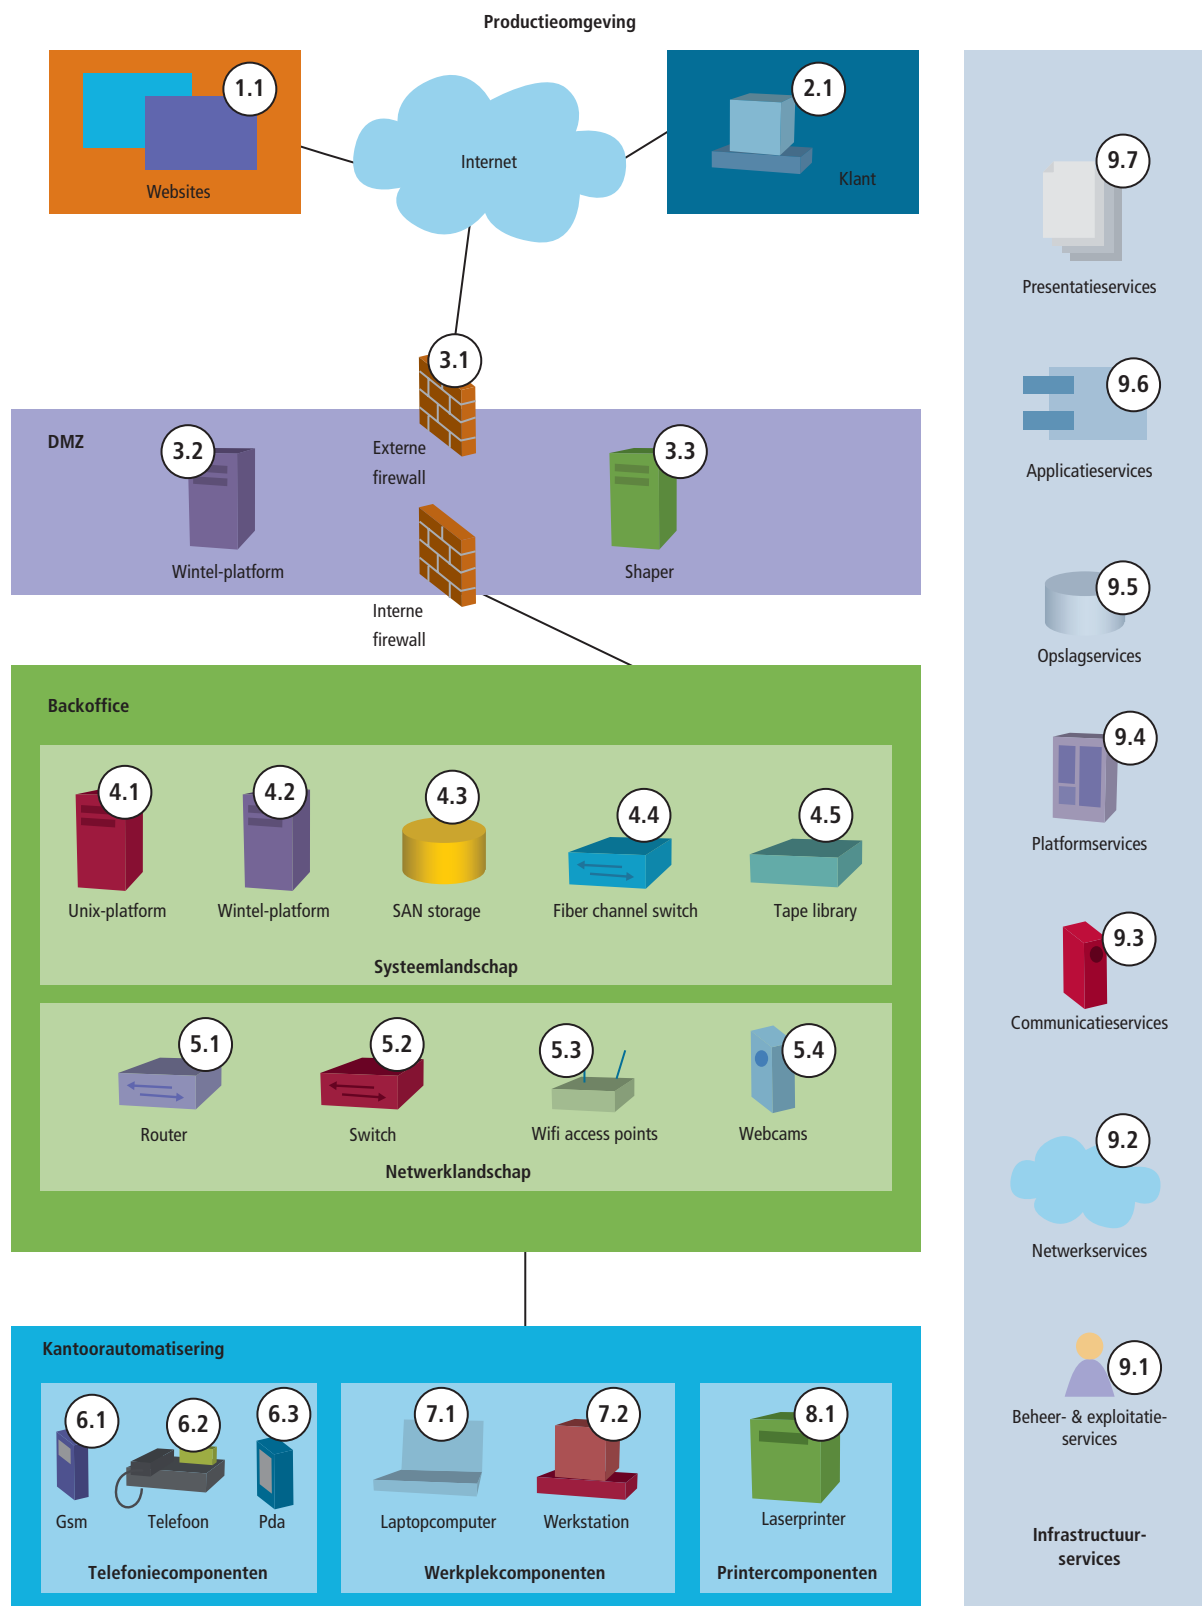 Productieomgeving
1.1
Websites
Internet
2.1
Klant
3.1
DMZ
3.2
Wintel-platform
Externe
firewall
3.3
Shaper
Interne
firewall
Backoffice
4.1
4.2
4.3
4.4
4.5
Unix-platform
Wintel-platform
SAN storage
Fiber channel switch
Tape library
Systeemlandschap
5.1
5.2
5.3
5.4
Router
Switch
Wifi access points
Webcams
Netwerklandschap
Kantoorautomatisering
6.1
6.2
6.3
Gsm
Telefoon
Pda
Telefoniecomponenten
7.1
7.2
Laptopcomputer
Werkstation
Werkplekcomponenten
8.1
Laserprinter
Printercomponenten
9.7
Presentatieservices
9.6
Applicatieservices
9.5
Opslagservices
9.4
Platformservices
9.3
Communicatieservices
9.2
Netwerkservices
9.1
Beheer- & exploitatie-
services
Infrastructuur-
services